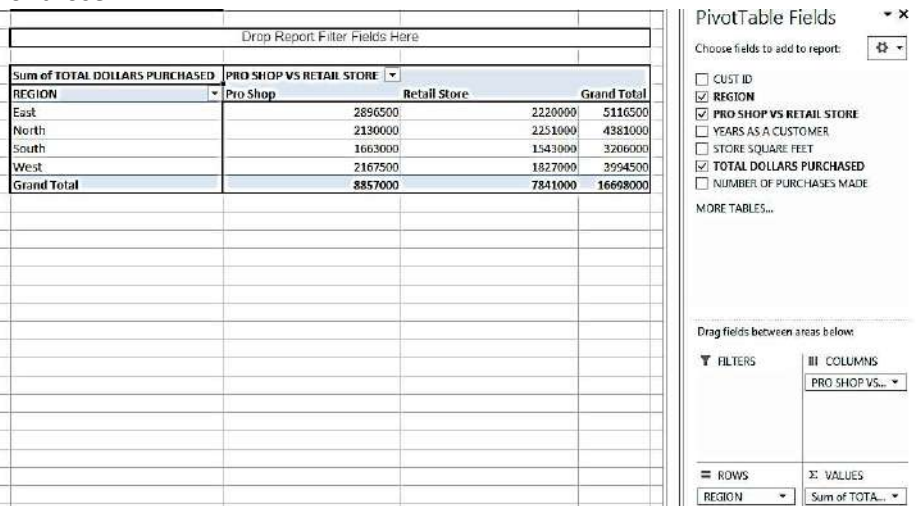 Drop Report Filter Fields Here
Sum of TOTAL DOLLARS PURCHASED PRO SHOP VS RETAIL STORE
REGION Pro Shop Retail Store Grand Total
East 2896500 2220000 5116500
North 2130000 2251000 4381000
South 1663000 1543000 3206000
West 2167500 1827000 3994500
Grand Total 8857000 7841000 16698000
PivotTable Fields
Choose fields to add to report:
CUST ID
REGION
PRO SHOP VS RETAIL STORE
YEARS AS A CUSTOMER
STORE SQUARE FEET
TOTAL DOLLARS PURCHASED
NUMBER OF PURCHASES MADE
MORE TABLES...
Drag fields between areas below:
FILTERS
COLUMNS
PRO SHOP VS...
ROWS
REGION
Σ VALUES
Sum of TOTA...